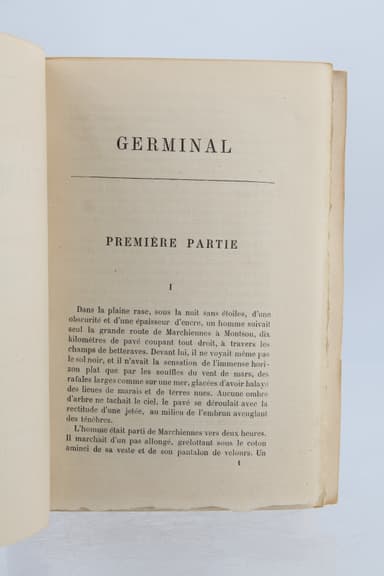 GERMINAL
PREMIÈRE PARTIE
I
Dans la plaine rase, sous la nuit sans étoiles, d'une
obscurité et d'une épaisseur d'encre, un homme suivait
seul la grande route de Marchiennes à Montsou, dix
kilomètres de pavé coupant tout droit, à travers les
champs de betteraves. Devant lui, il ne voyait même pas
le sol noir, et il n'avait la sensation de l'immense hori-
zon plat que par les souffles du vent de mars, des
rafales larges comme sur une mer, glacées d'avoir balayé
des lieues de marais et de terres nues. Aucune ombre
d'arbre ne tachait le ciel, le pavé se déroulait avec la
rectitude d'une jetée, au milieu de l'embrun aveuglant
des ténèbres.
L'homme était parti de Marchiennes vers deux heures.
Il marchait d'un pas allongé, grelottant sous le coton
aminci de sa veste et de son pantalon de velours. Un
1